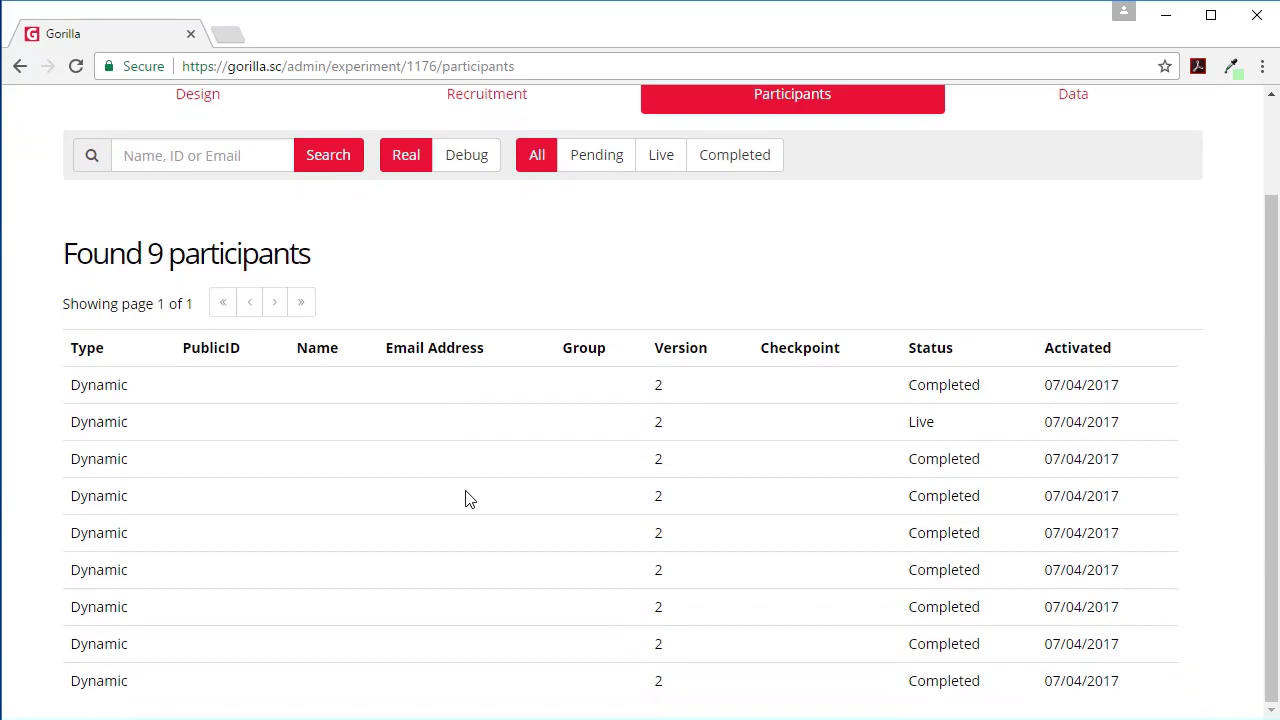 Gorilla
Secure https://gorilla.sc/admin/experiment/1176/participants
Design Recruitment Participants Data
Name, ID or Email Search Real Debug All Pending Live Completed
Found 9 participants
Showing page 1 of 1 « ‹ › »
Type PublicID Name Email Address Group Version Checkpoint Status Activated
Dynamic 2 Completed 07/04/2017
Dynamic 2 Live 07/04/2017
Dynamic 2 Completed 07/04/2017
Dynamic 2 Completed 07/04/2017
Dynamic 2 Completed 07/04/2017
Dynamic 2 Completed 07/04/2017
Dynamic 2 Completed 07/04/2017
Dynamic 2 Completed 07/04/2017
Dynamic 2 Completed 07/04/2017